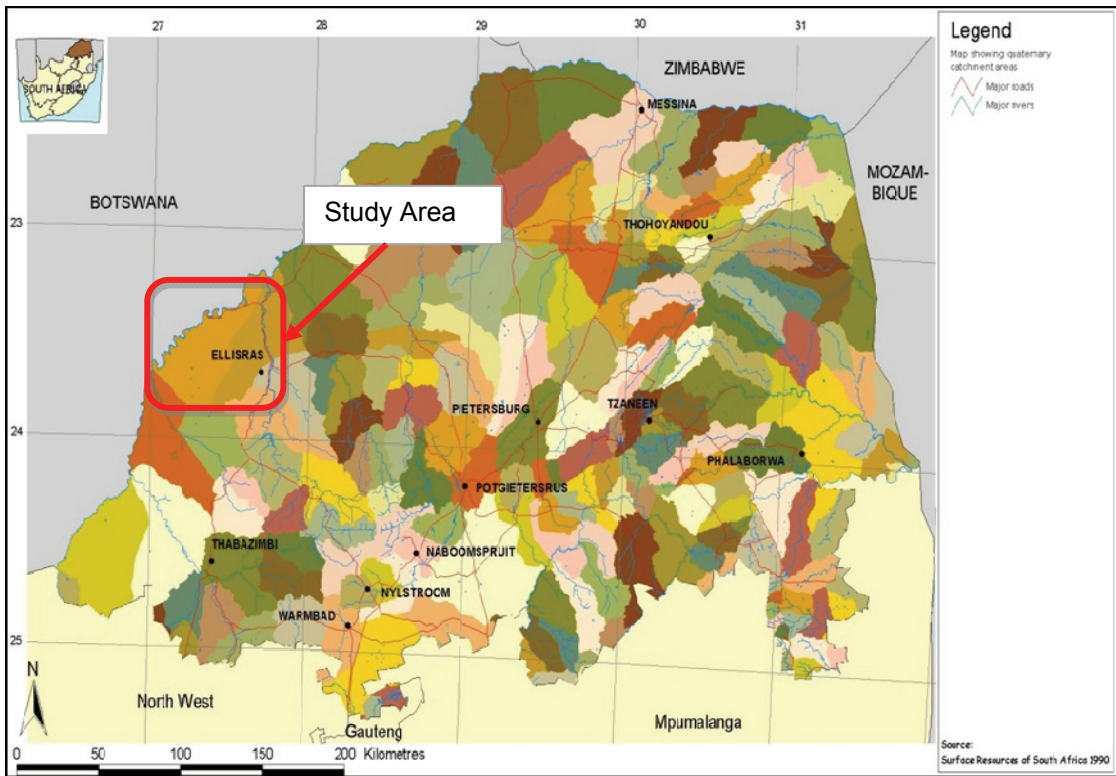 27
28
29
30
31
SOUTH AFRICA
ZIMBABWE
MESSINA
Legend
Map showing quaternary
catchment areas
Major roads
Major rivers
MOZAM-
BIQUE
BOTSWANA
23
Study Area
THOHOYANDOU
ELLISRAS
PIETERSBURG
TZANEEN
24
PHALABORWA
POTGIETERSRUS
THABAZIMBI
NABOOMSPRUIT
NYLSTROOM
WARMBAD
25
N
North West
Gauteng
Mpumalanga
0 50 100 150 200 Kilometres
Source:
Surface Resources of South Africa 1990